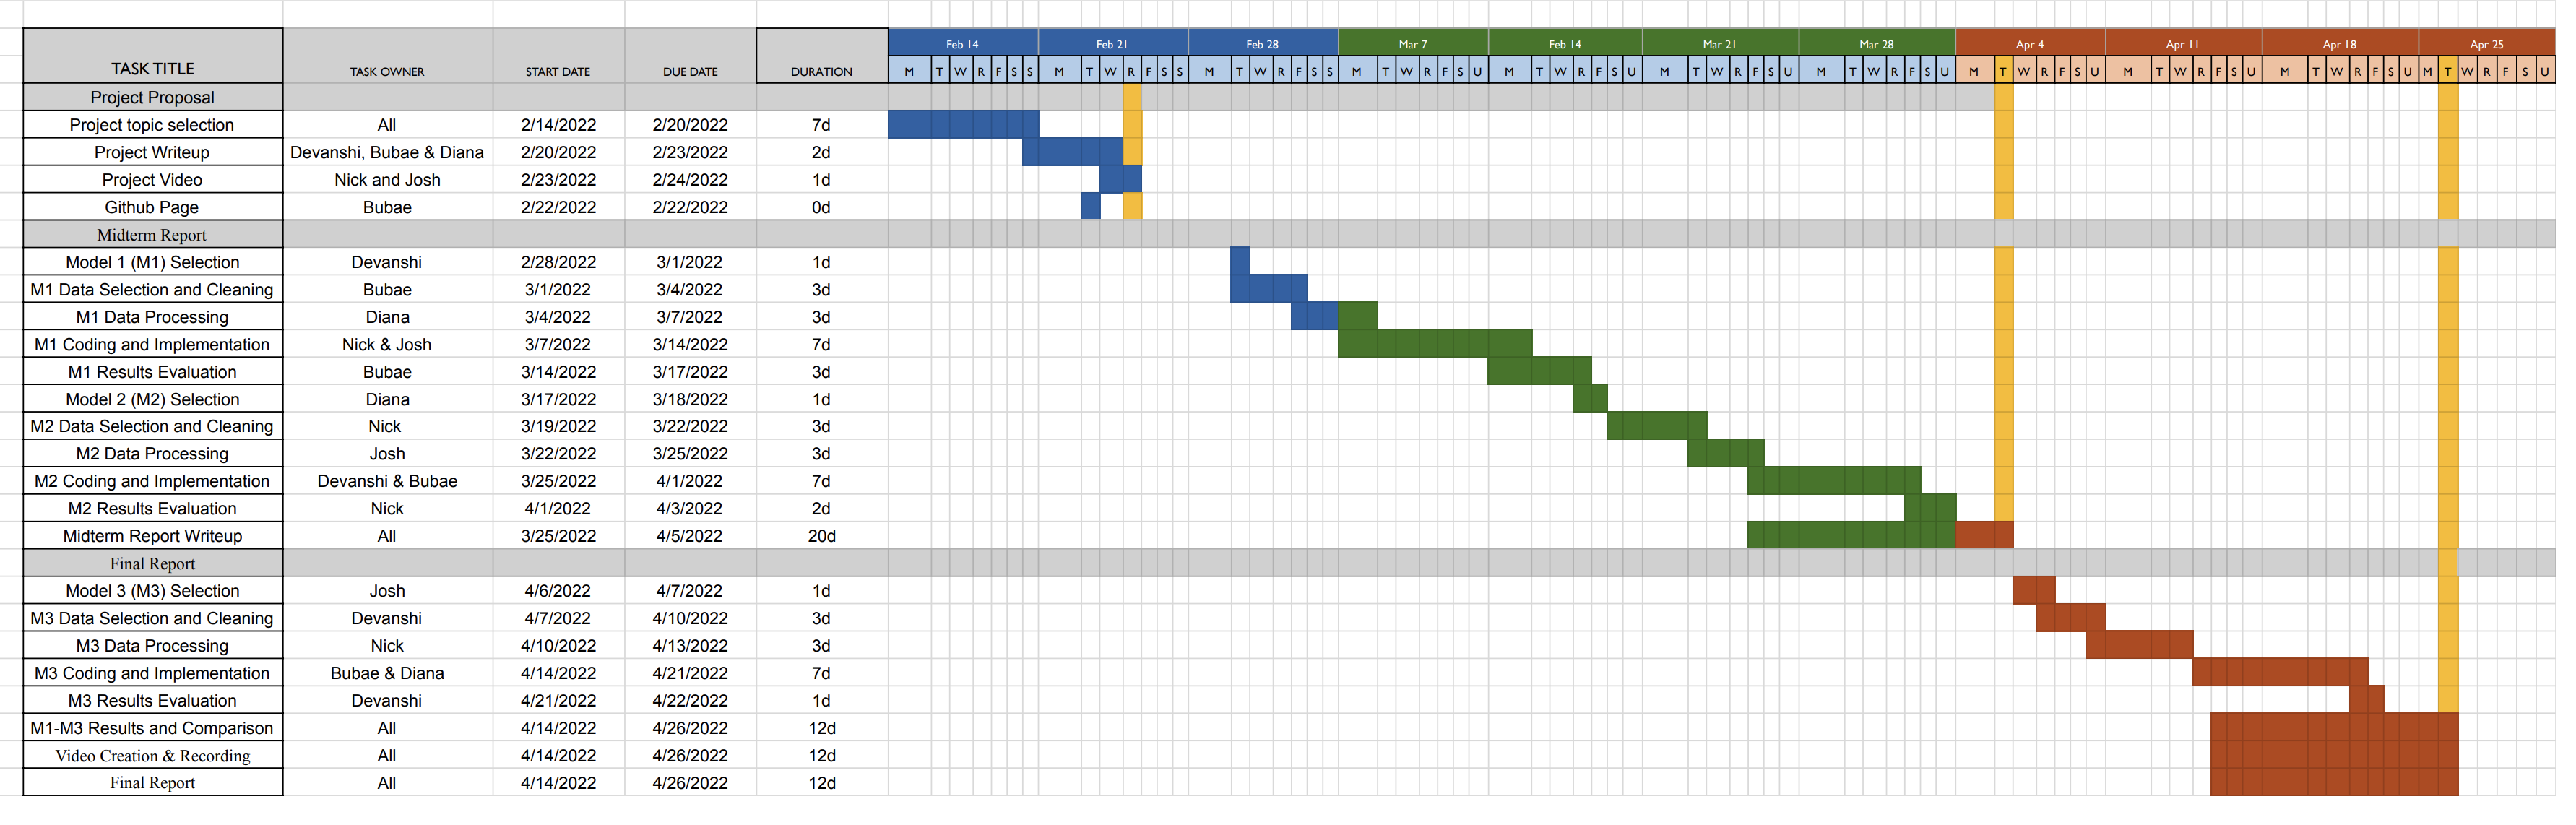 Feb 14 Feb 21 Feb 28 Mar 7 Feb 14 Mar 21 Mar 28 Apr 4 Apr 11 Apr 18 Apr 25
TASK TITLE TASK OWNER START DATE DUE DATE DURATION M T W R F S S M T W R F S S M T W R F S S M T W R F S U M T W R F S U M T W R F S U M T W R F S U M T W R F S U M T W R F S U M T W R F S U M T W R F S U
Project Proposal
Project topic selection All 2/14/2022 2/20/2022 7d
Project Writeup Devanshi, Bubae & Diana 2/20/2022 2/23/2022 2d
Project Video Nick and Josh 2/23/2022 2/24/2022 1d
Github Page Bubae 2/22/2022 2/22/2022 0d
Midterm Report
Model 1 (M1) Selection Devanshi 2/28/2022 3/1/2022 1d
M1 Data Selection and Cleaning Bubae 3/1/2022 3/4/2022 3d
M1 Data Processing Diana 3/4/2022 3/7/2022 3d
M1 Coding and Implementation Nick & Josh 3/7/2022 3/14/2022 7d
M1 Results Evaluation Bubae 3/14/2022 3/17/2022 3d
Model 2 (M2) Selection Diana 3/17/2022 3/18/2022 1d
M2 Data Selection and Cleaning Nick 3/19/2022 3/22/2022 3d
M2 Data Processing Josh 3/22/2022 3/25/2022 3d
M2 Coding and Implementation Devanshi & Bubae 3/25/2022 4/1/2022 7d
M2 Results Evaluation Nick 4/1/2022 4/3/2022 2d
Midterm Report Writeup All 3/25/2022 4/5/2022 20d
Final Report
Model 3 (M3) Selection Josh 4/6/2022 4/7/2022 1d
M3 Data Selection and Cleaning Devanshi 4/7/2022 4/10/2022 3d
M3 Data Processing Nick 4/10/2022 4/13/2022 3d
M3 Coding and Implementation Bubae & Diana 4/14/2022 4/21/2022 7d
M3 Results Evaluation Devanshi 4/21/2022 4/22/2022 1d
M1-M3 Results and Comparison All 4/14/2022 4/26/2022 12d
Video Creation & Recording All 4/14/2022 4/26/2022 12d
Final Report All 4/14/2022 4/26/2022 12d